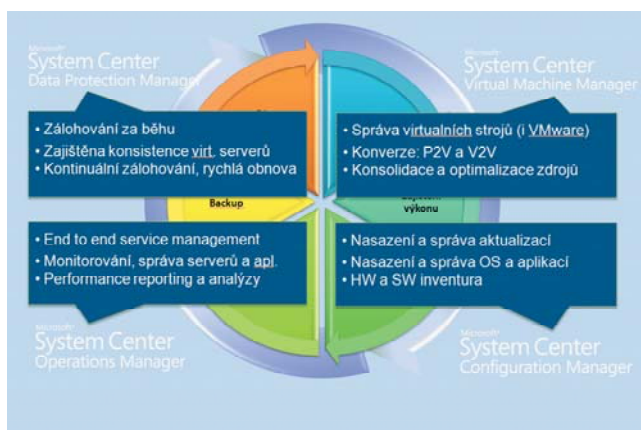 Microsoft
System Center
Data Protection Manager
Microsoft
System Center
Virtual Machine Manager
• Zálohování za běhu
• Zajištěna konsistence virt. serverů
• Kontinuální zálohování, rychlá obnova
• Správa virtualních strojů (i VMware)
• Konverze: P2V a V2V
• Konsolidace a optimalizace zdrojů
Backup
výkonu
• End to end service management
• Monitorování, správa serverů a apl.
• Performance reporting a analýzy
• Nasazení a správa aktualizací
• Nasazení a správa OS a aplikací
• HW a SW inventura
Microsoft
System Center
Operations Manager
Microsoft
System Center
Configuration Manager